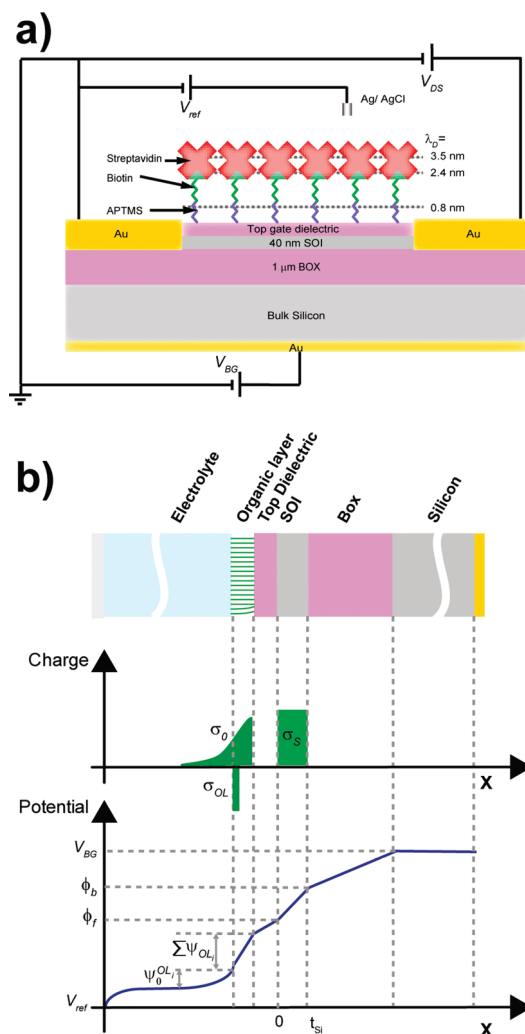 a)
V_DS
V_ref
Ag/ AgCl
λ_D=
Streptavidin
3.5 nm
Biotin
2.4 nm
APTMS
0.8 nm
Top gate dielectric
Au
40 nm SOI
Au
1 μm BOX
Bulk Silicon
Au
V_BG
b)
Electrolyte
Organic layer
Top Dielectric
SOI
Box
Silicon
Charge
σ_0
σ_S
σ_OL
X
Potential
V_BG
ϕ_b
ϕ_f
∑ψ_OL_i
ψ_0^OL_i
V_ref
0
t_Si
X